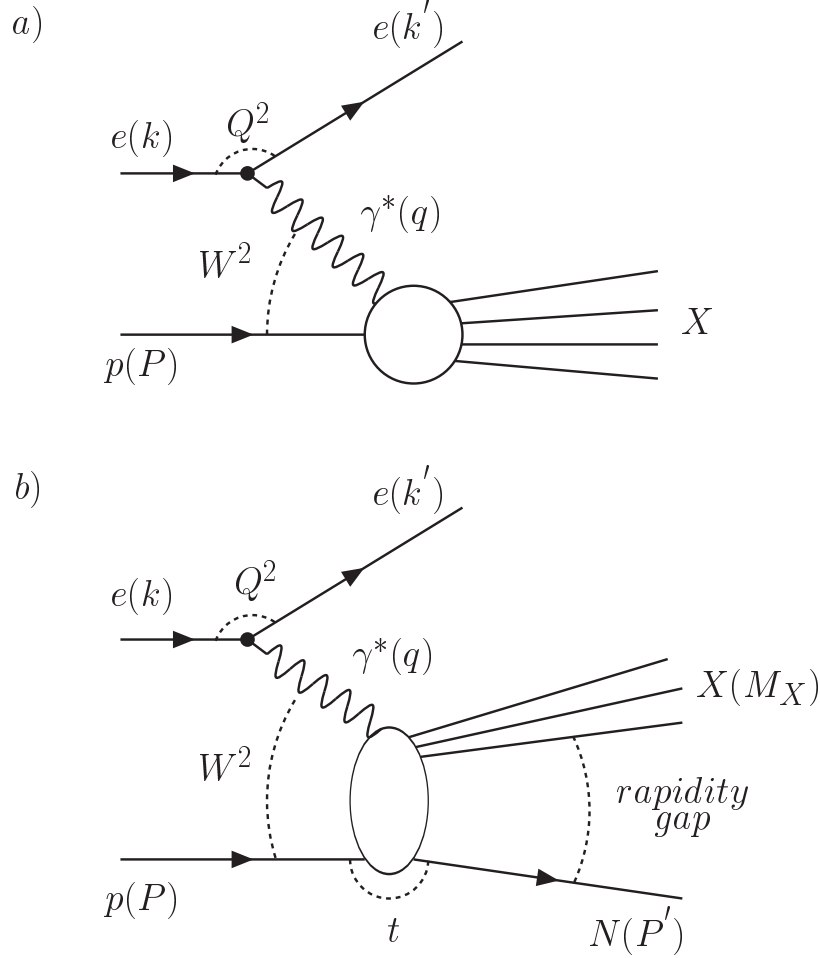 a)
e(k′)
e(k)
Q²
γ*(q)
W²
p(P)
X
b)
e(k′)
e(k)
Q²
γ*(q)
X(M_X)
W²
rapidity
gap
p(P)
t
N(P′)